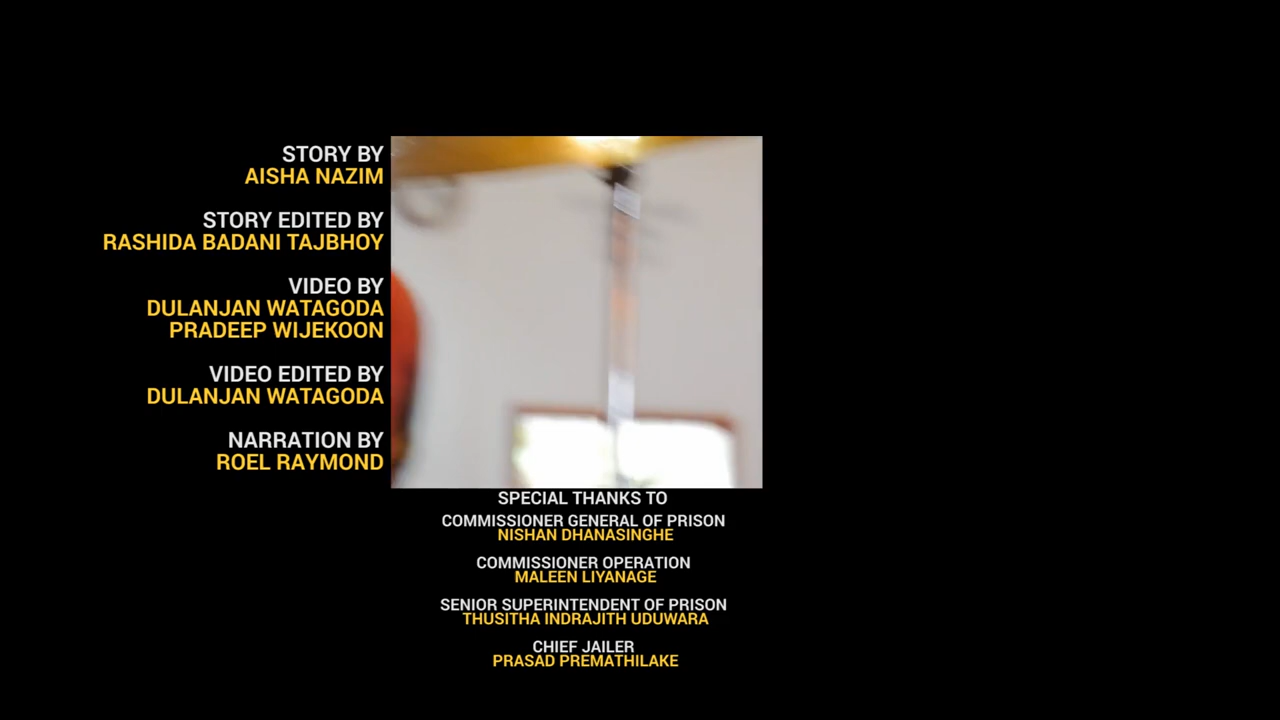 STORY BY
AISHA NAZIM
STORY EDITED BY
RASHIDA BADANI TAJBHOY
VIDEO BY
DULANJAN WATAGODA
PRADEEP WIJEKOON
VIDEO EDITED BY
DULANJAN WATAGODA
NARRATION BY
ROEL RAYMOND
SPECIAL THANKS TO
COMMISSIONER GENERAL OF PRISON
NISHAN DHANASINGHE
COMMISSIONER OPERATION
MALEEN LIYANAGE
SENIOR SUPERINTENDENT OF PRISON
THUSITHA INDRAJITH UDUWARA
CHIEF JAILER
PRASAD PREMATHILAKE